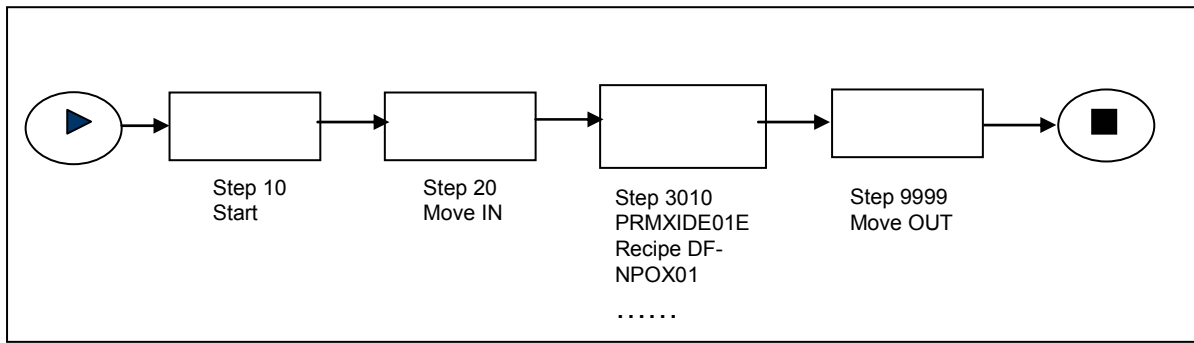 Step 10
Start
Step 20
Move IN
Step 3010
PRMXIDE01E
Recipe DF-
NPOX01
......
Step 9999
Move OUT